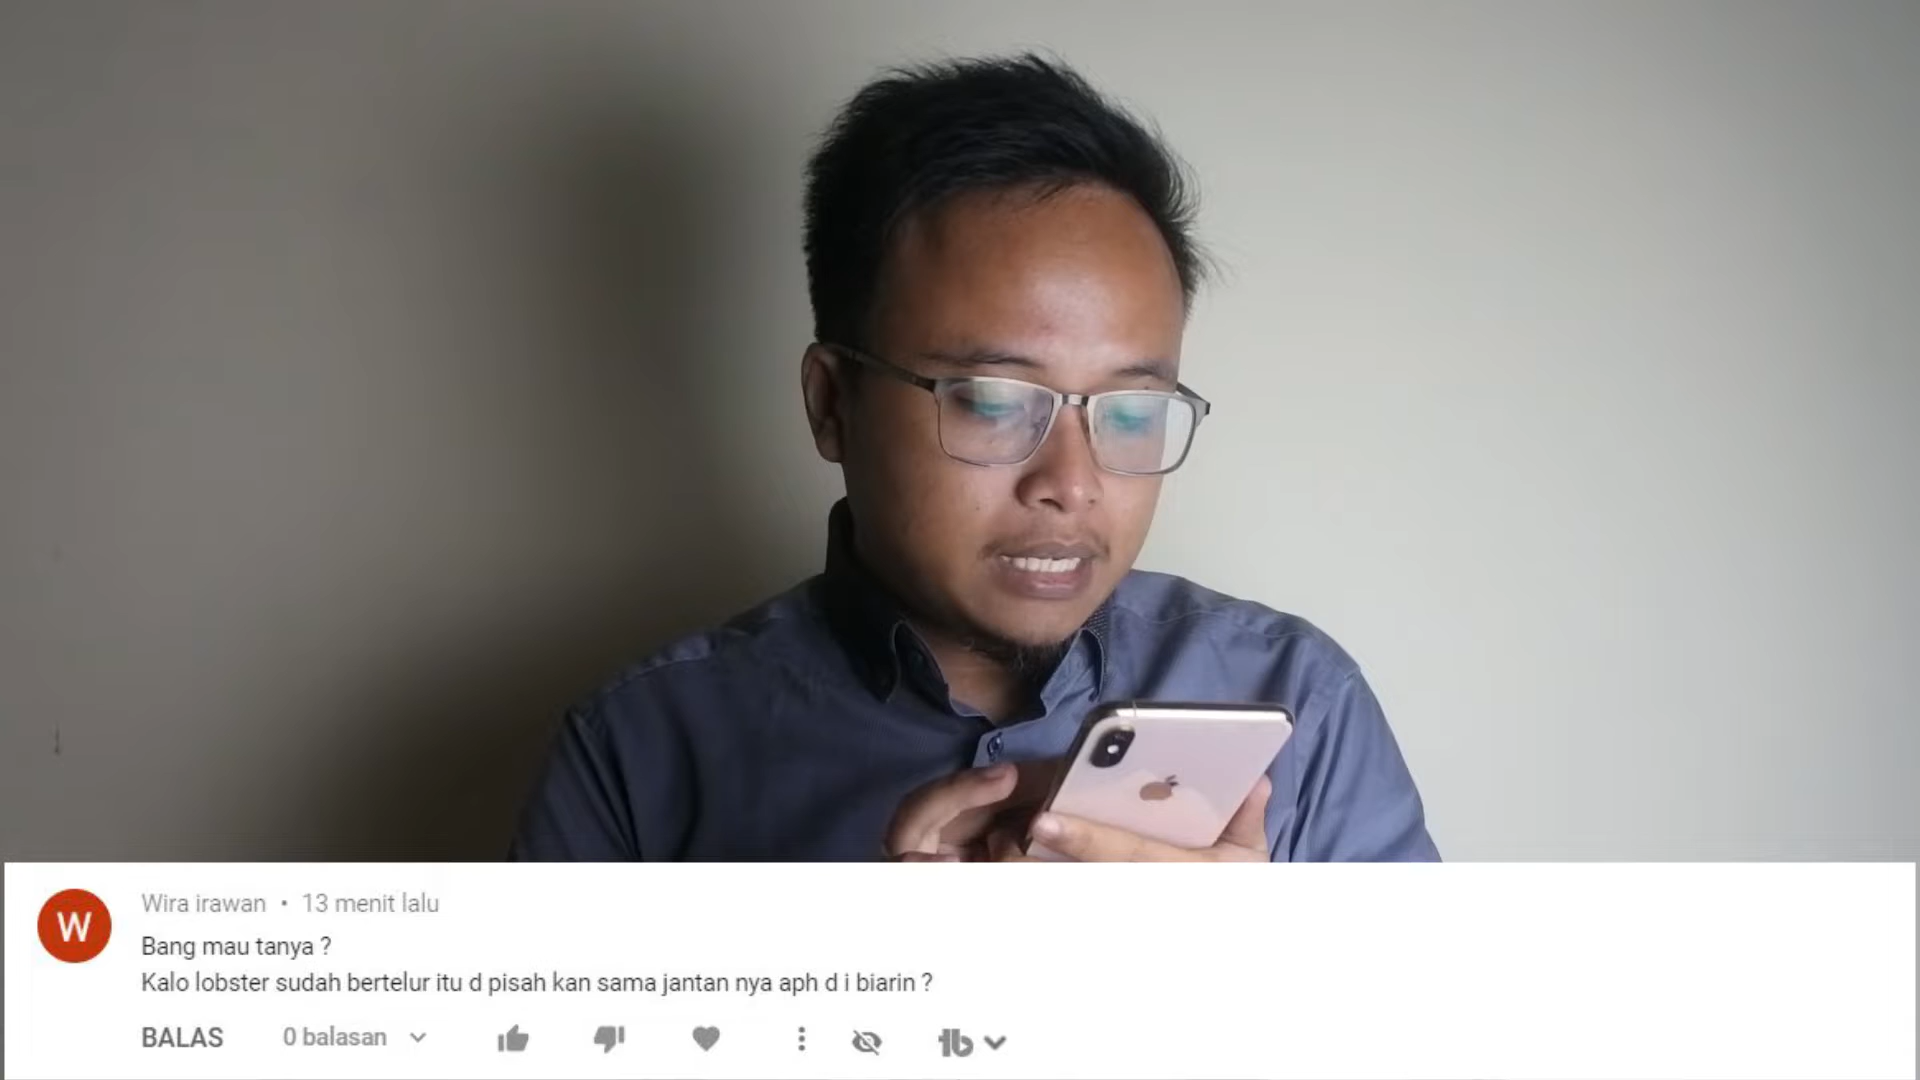 W
Wira irawan • 13 menit lalu
Bang mau tanya ?
Kalo lobster sudah bertelur itu d pisah kan sama jantan nya aph d i biarin ?
BALAS 0 balasan